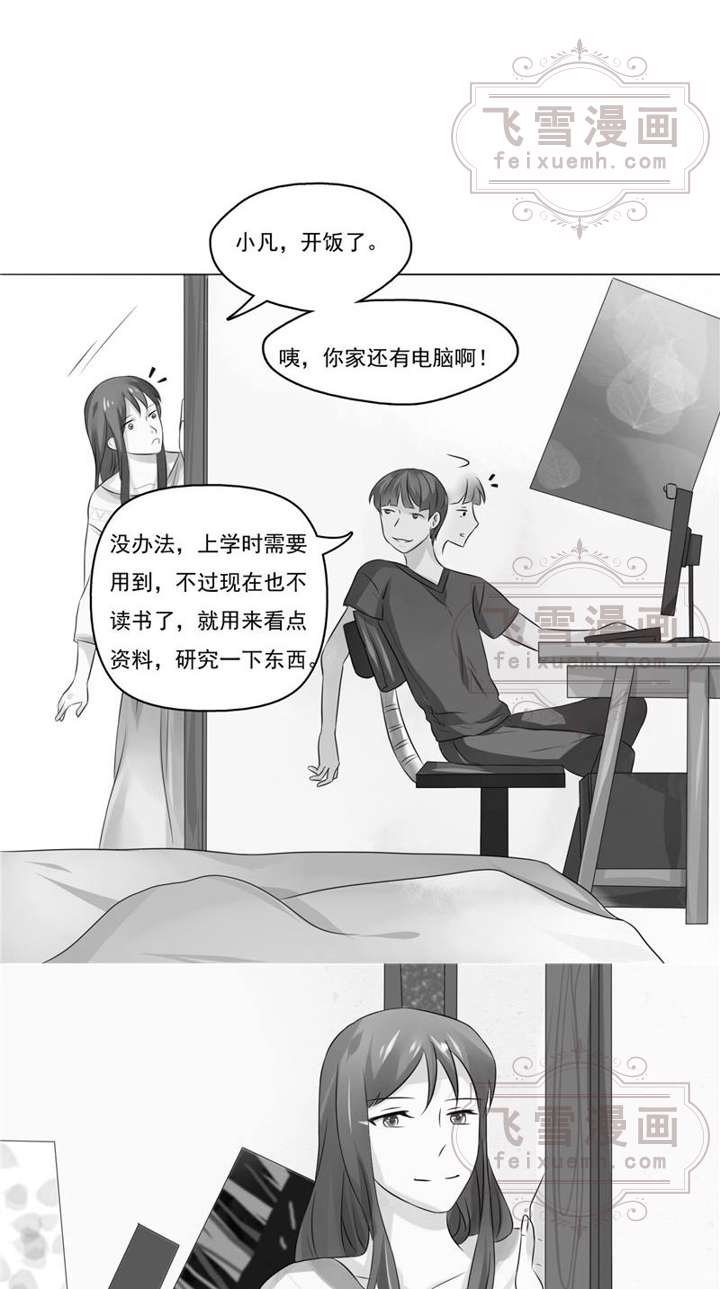 飞雪漫画
feixuemh.com
小凡，开饭了。
咦，你家还有电脑啊！
没办法，上学时需要
用到，不过现在也不
读书了，就用来看点
资料，研究一下东西。
飞雪漫画
feixuemh.com
飞雪漫画
feixuemh.com